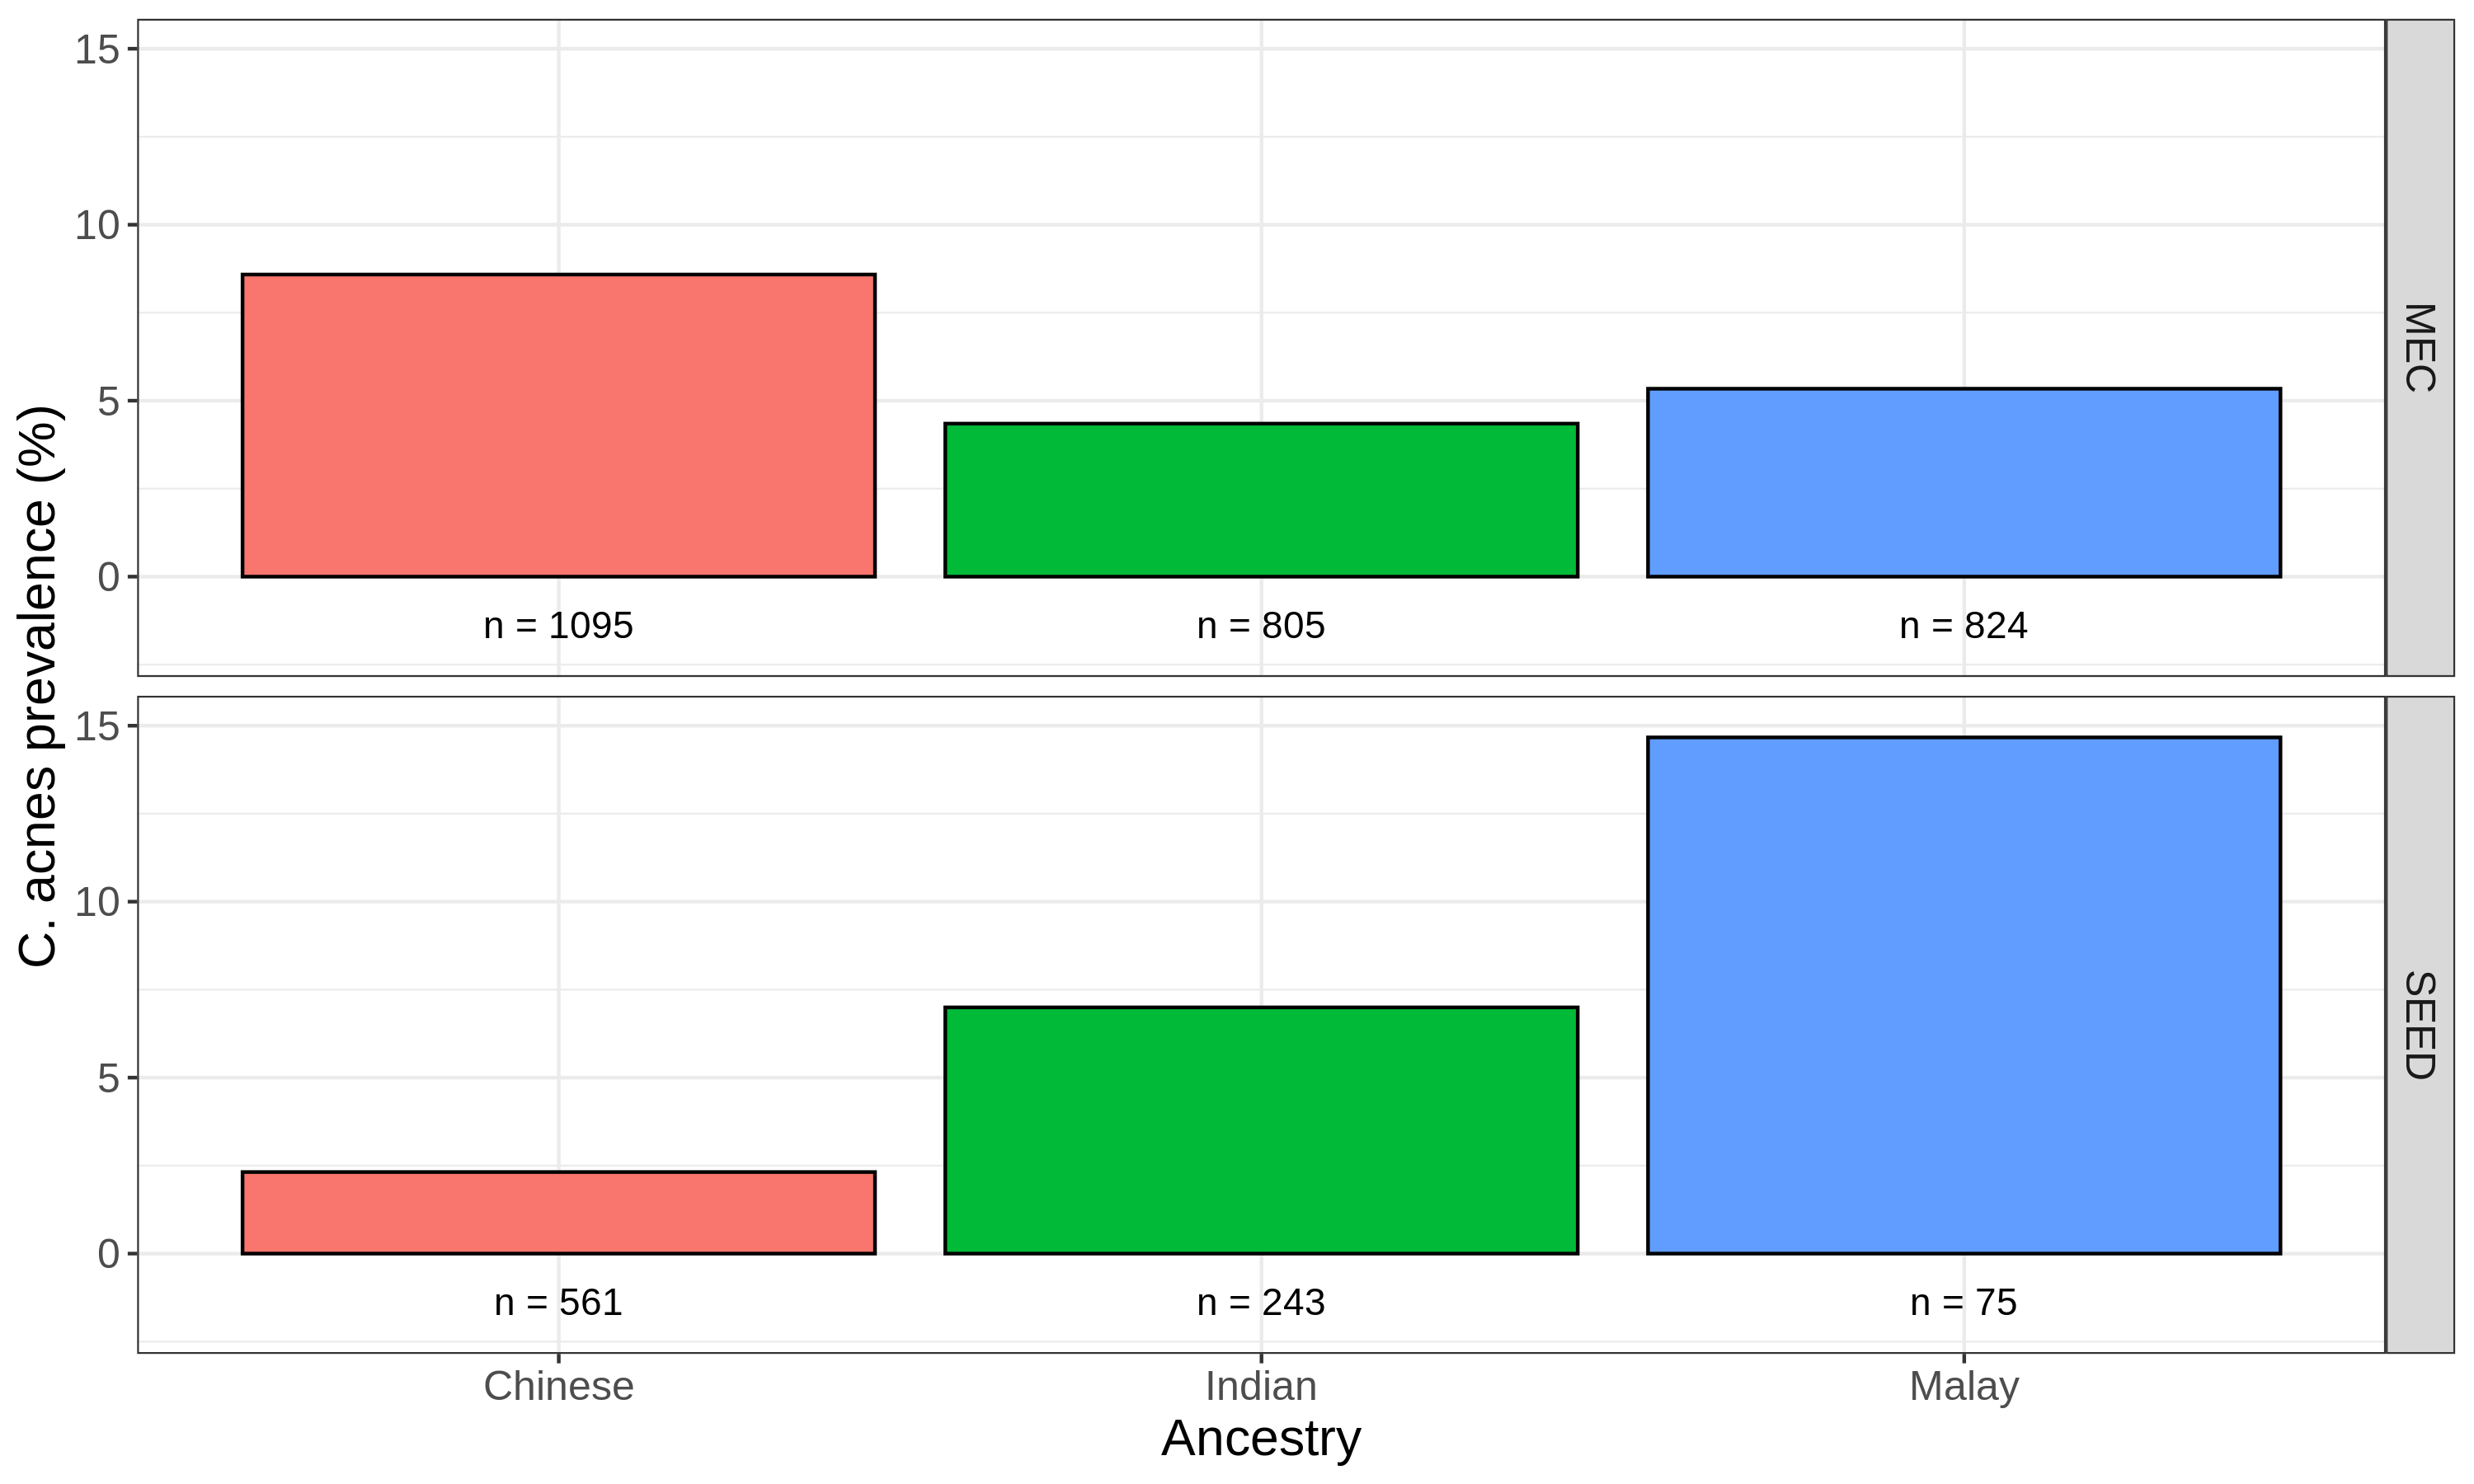 C. acnes prevalence (%)
15
10
5
0
n = 1095
n = 805
n = 824
MEC
15
10
5
0
n = 561
n = 243
n = 75
SEED
Chinese
Indian
Malay
Ancestry